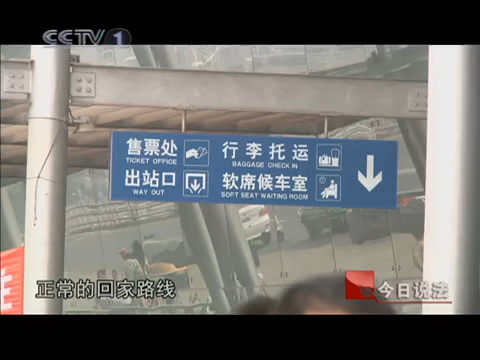 CCTV 1
售票处 行李托运
TICKET OFFICE BAGGAGE CHECK IN
出站口 软席候车室
WAY OUT SOFT SEAT WAITING ROOM
正常的回家路线
今日说法